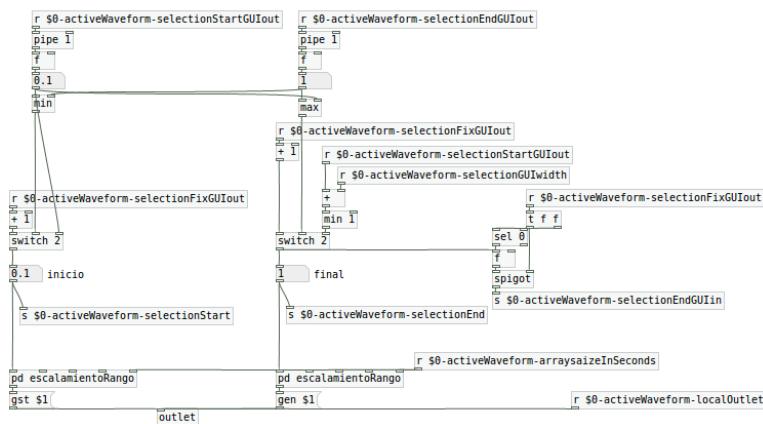 r $0-activeWaveform-selectionStartGUIout
r $0-activeWaveform-selectionEndGUIout
pipe 1
pipe 1
f
f
0.1
1
min
max
r $0-activeWaveform-selectionFixGUIout
+ 1
r $0-activeWaveform-selectionStartGUIout
r $0-activeWaveform-selectionGUIwidth
r $0-activeWaveform-selectionFixGUIout
r $0-activeWaveform-selectionFixGUIout
+
+ 1
min 1
t f f
switch 2
switch 2
sel 0
f
0.1
inicio
1
final
spigot
s $0-activeWaveform-selectionEndGUIin
s $0-activeWaveform-selectionStart
s $0-activeWaveform-selectionEnd
r $0-activeWaveform-arraysaizeInSeconds
pd escalamientoRango
pd escalamientoRango
gst $1
gen $1
r $0-activeWaveform-localOutlet
outlet